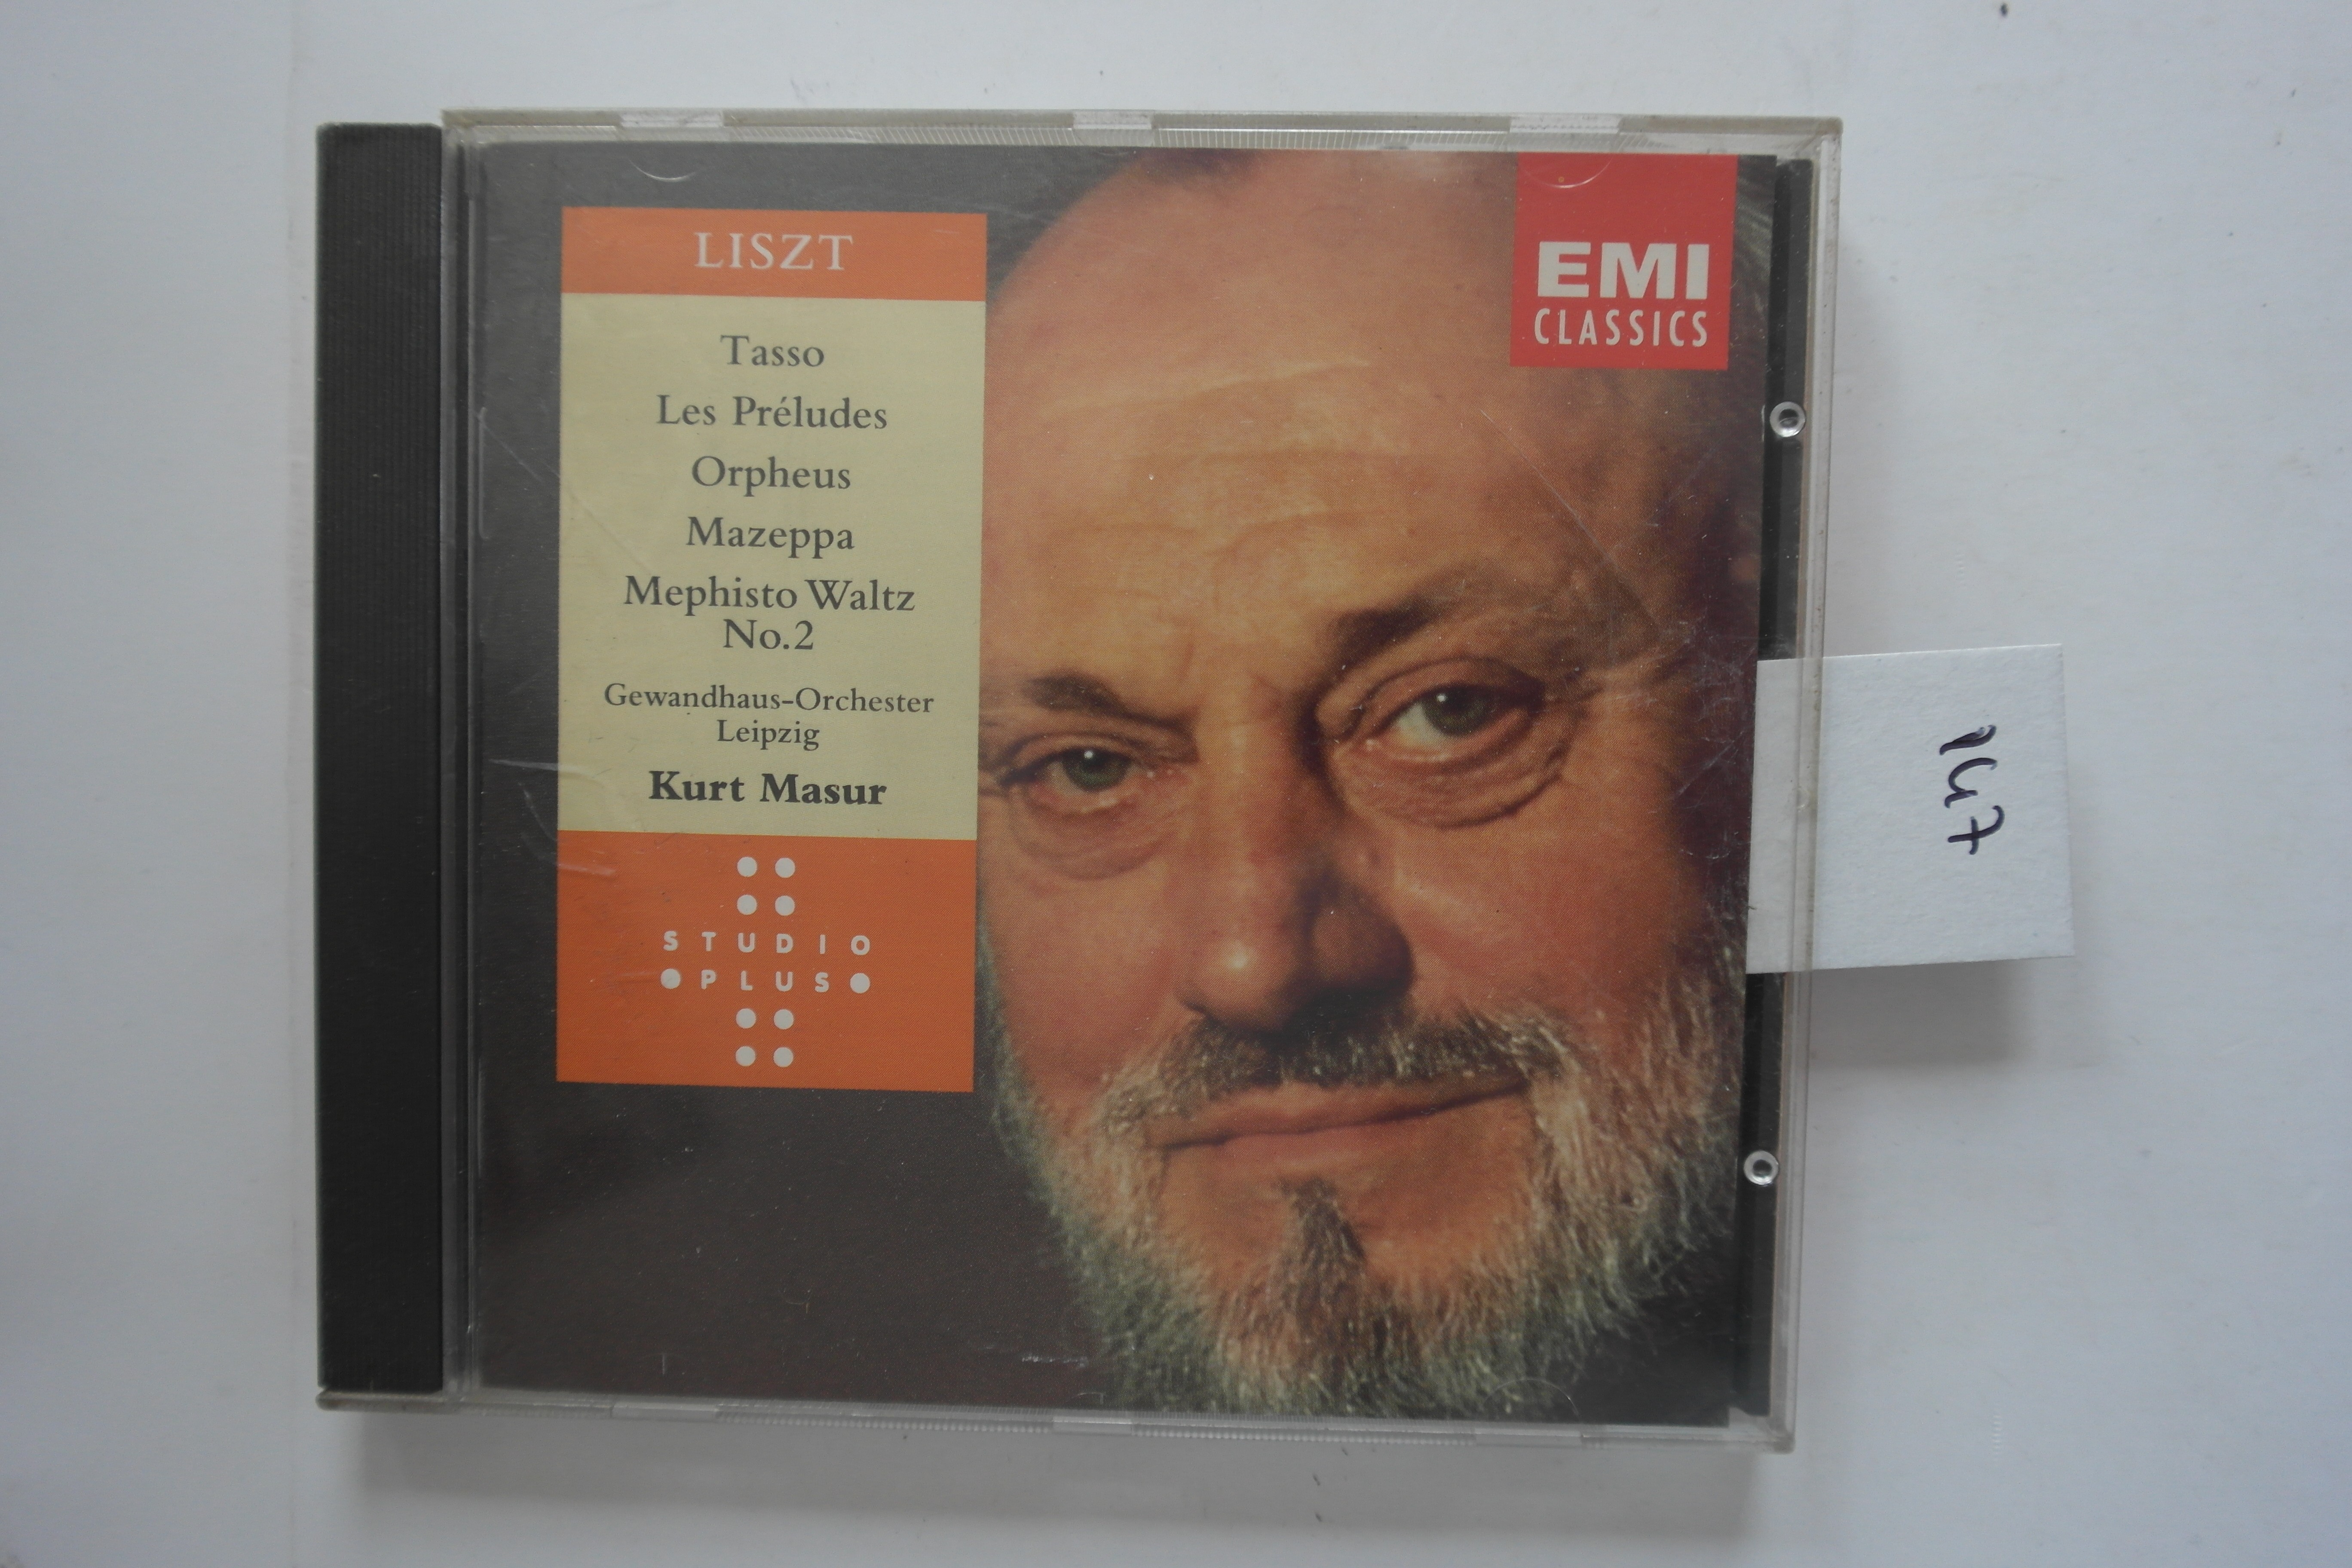 LISZT
Tasso
Les Préludes
Orpheus
Mazeppa
Mephisto Waltz
No.2
Gewandhaus-Orchester
Leipzig
Kurt Masur
STUDIO
PLUS
EMI
CLASSICS
147